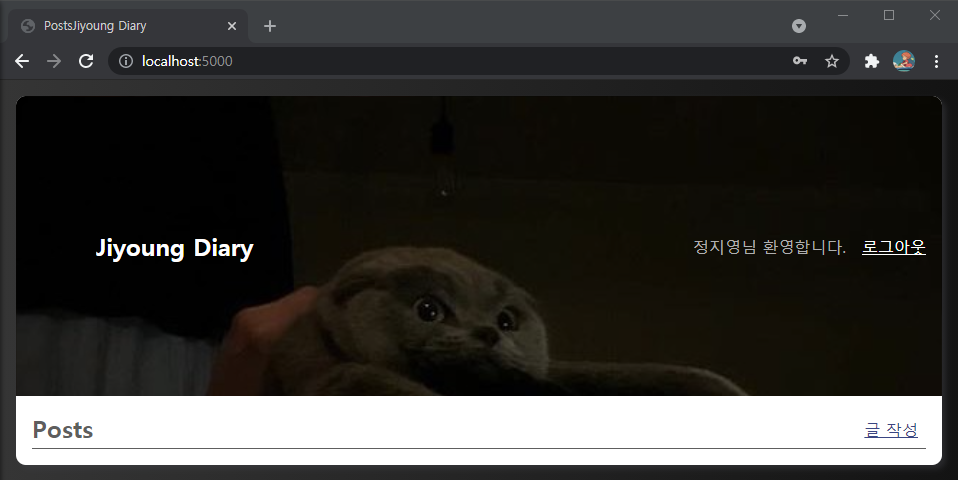 PostsJiyoung Diary
localhost:5000
Jiyoung Diary
정지영님 환영합니다. 로그아웃
Posts 글 작성